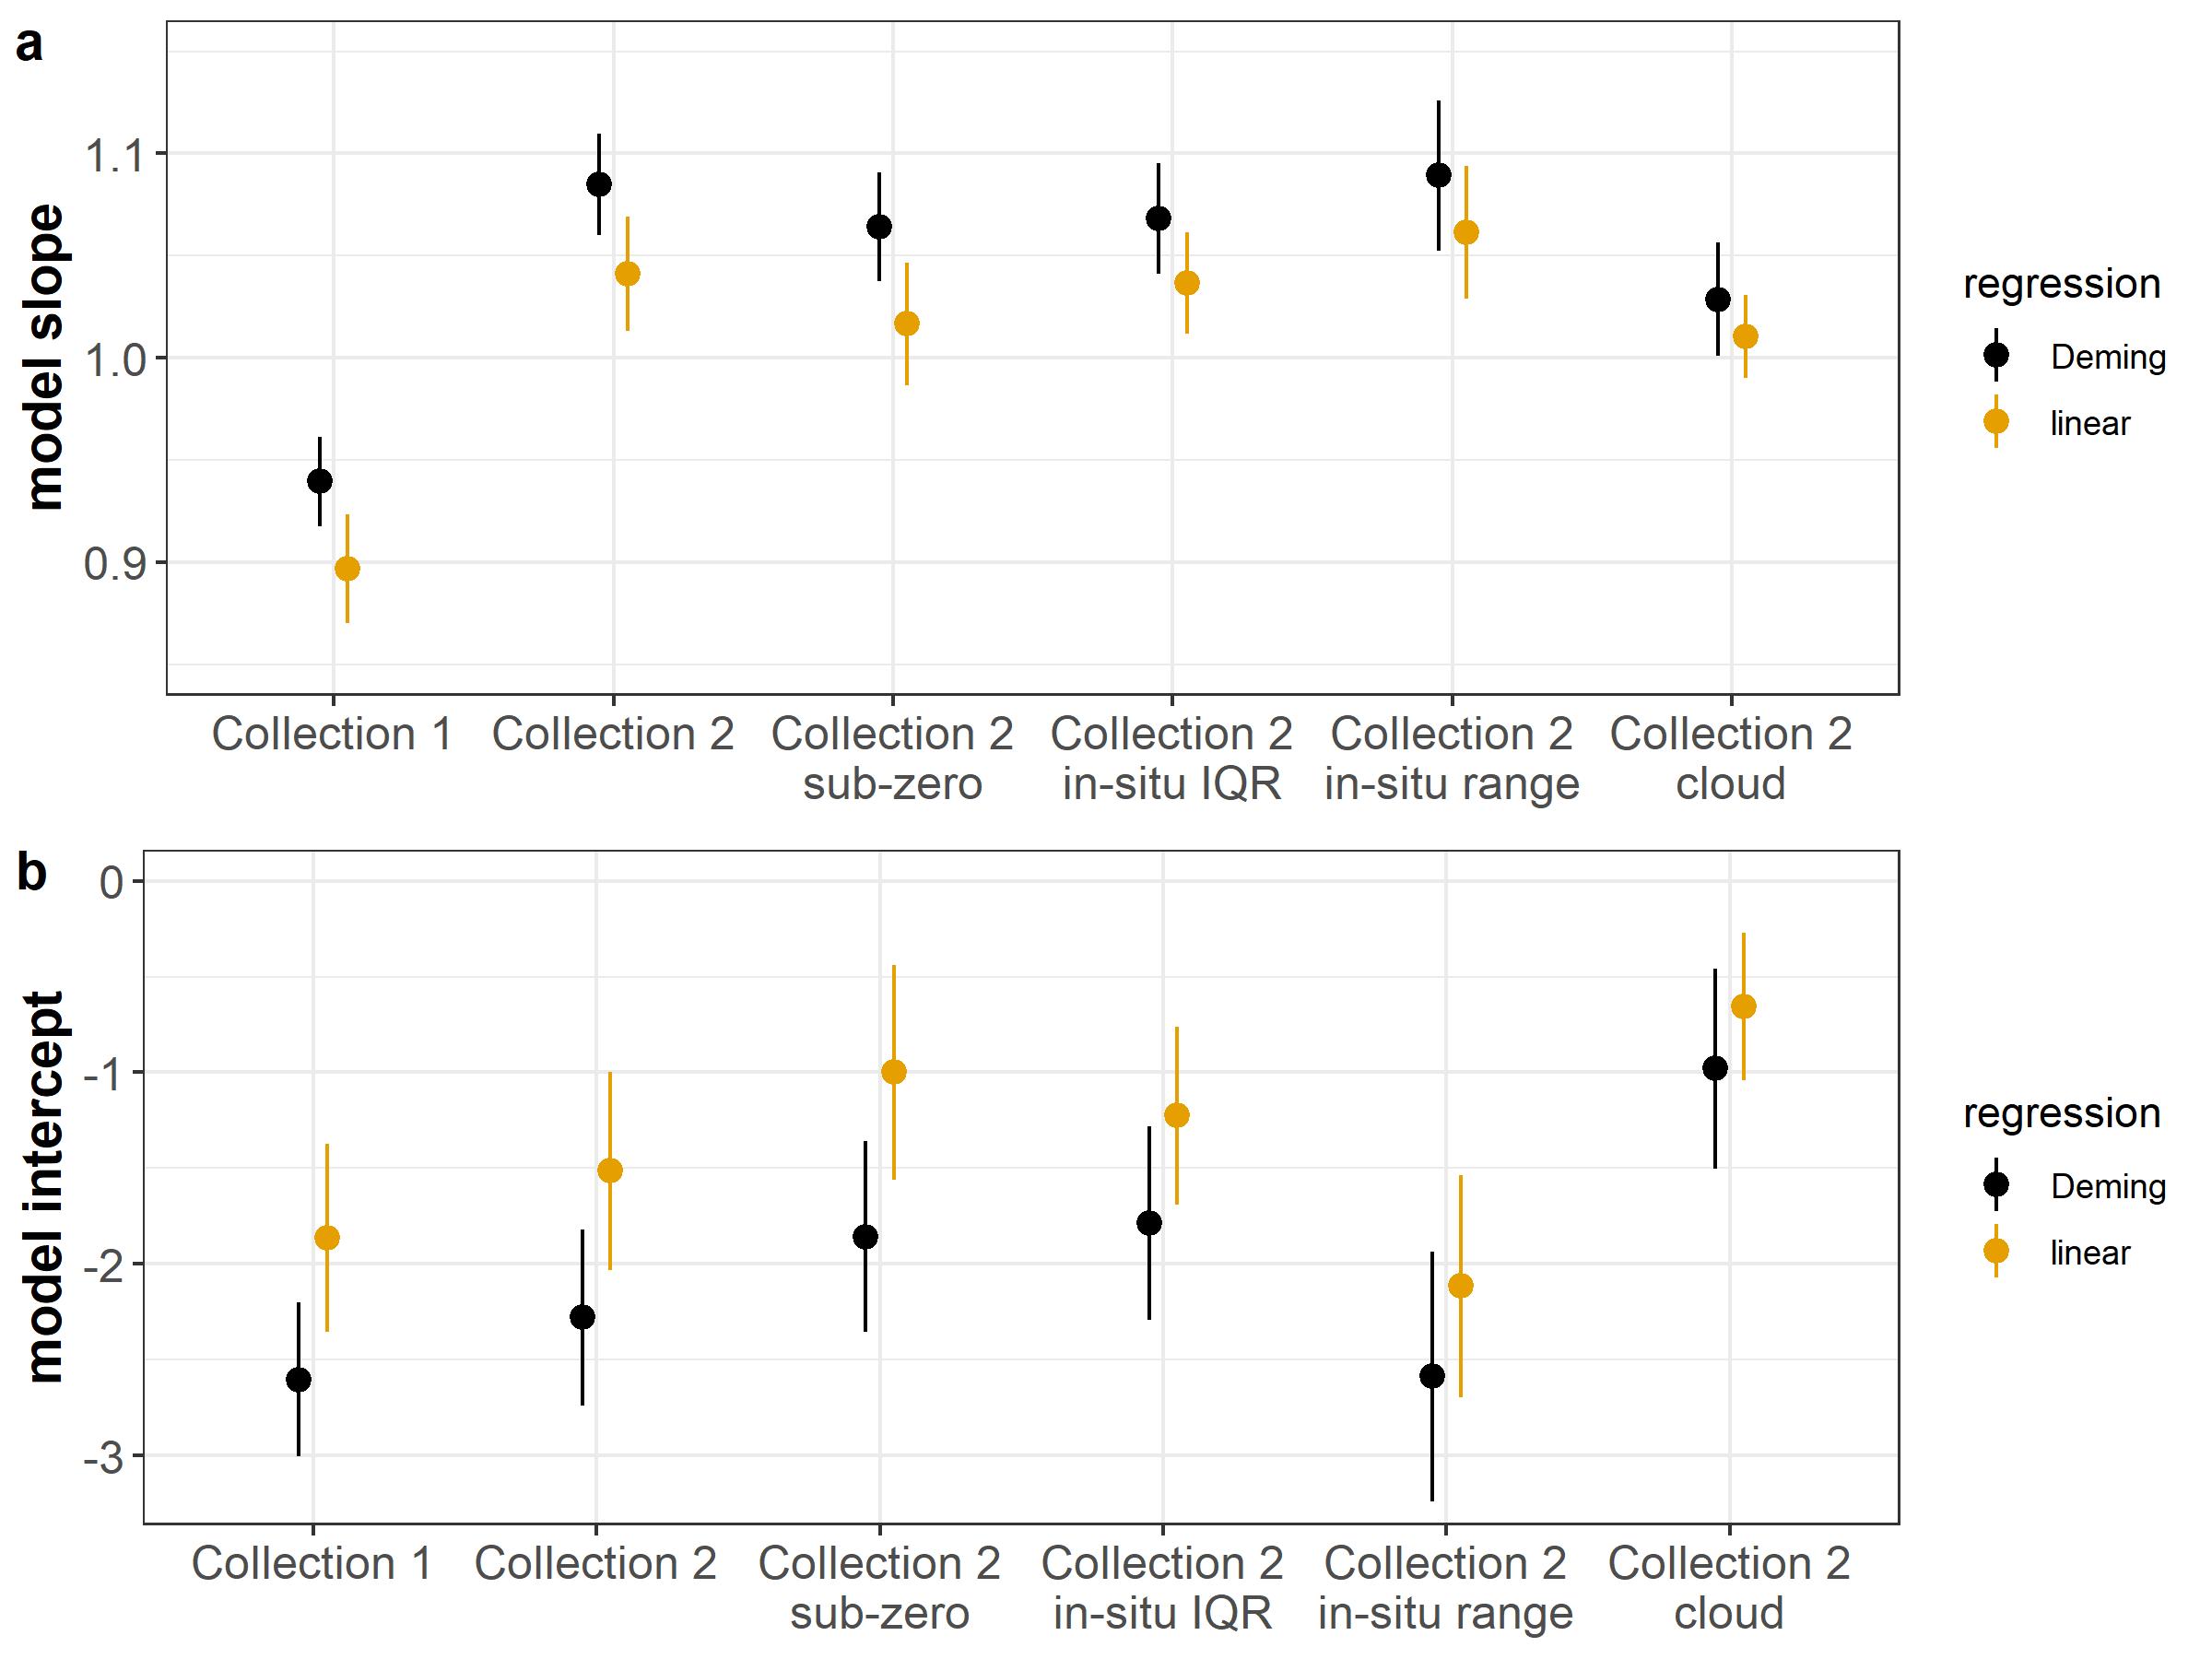 a
model slope
1.1
1.0
0.9
Collection 1
Collection 2
Collection 2
sub-zero
Collection 2
in-situ IQR
Collection 2
in-situ range
Collection 2
cloud
regression
Deming
linear
b
model intercept
0
-1
-2
-3
Collection 1
Collection 2
Collection 2
sub-zero
Collection 2
in-situ IQR
Collection 2
in-situ range
Collection 2
cloud
regression
Deming
linear